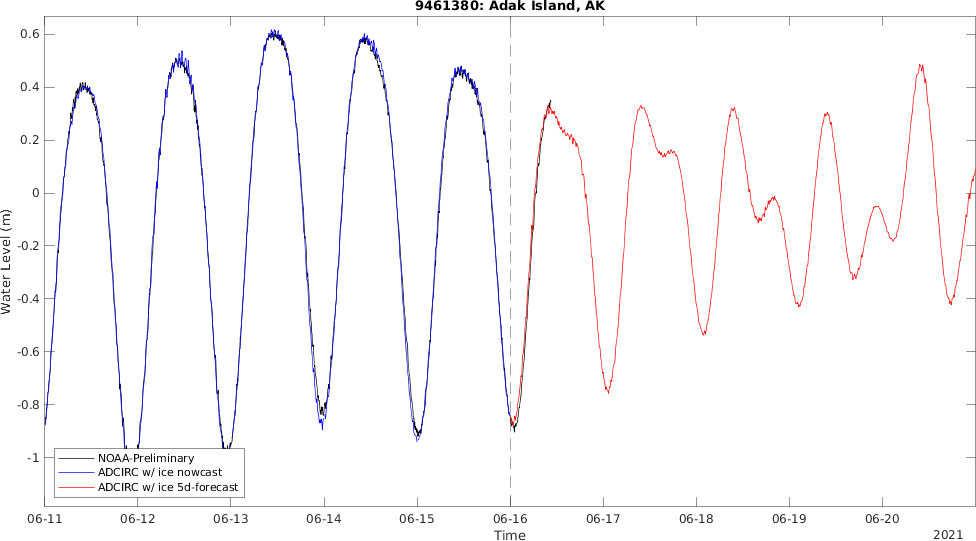 9461380: Adak Island, AK
0.6
0.4
0.2
0
-0.2
-0.4
-0.6
-0.8
-1
Water Level (m)
NOAA-Preliminary
ADCIRC w/ ice nowcast
ADCIRC w/ ice 5d-forecast
06-11 06-12 06-13 06-14 06-15 06-16 06-17 06-18 06-19 06-20
Time
2021